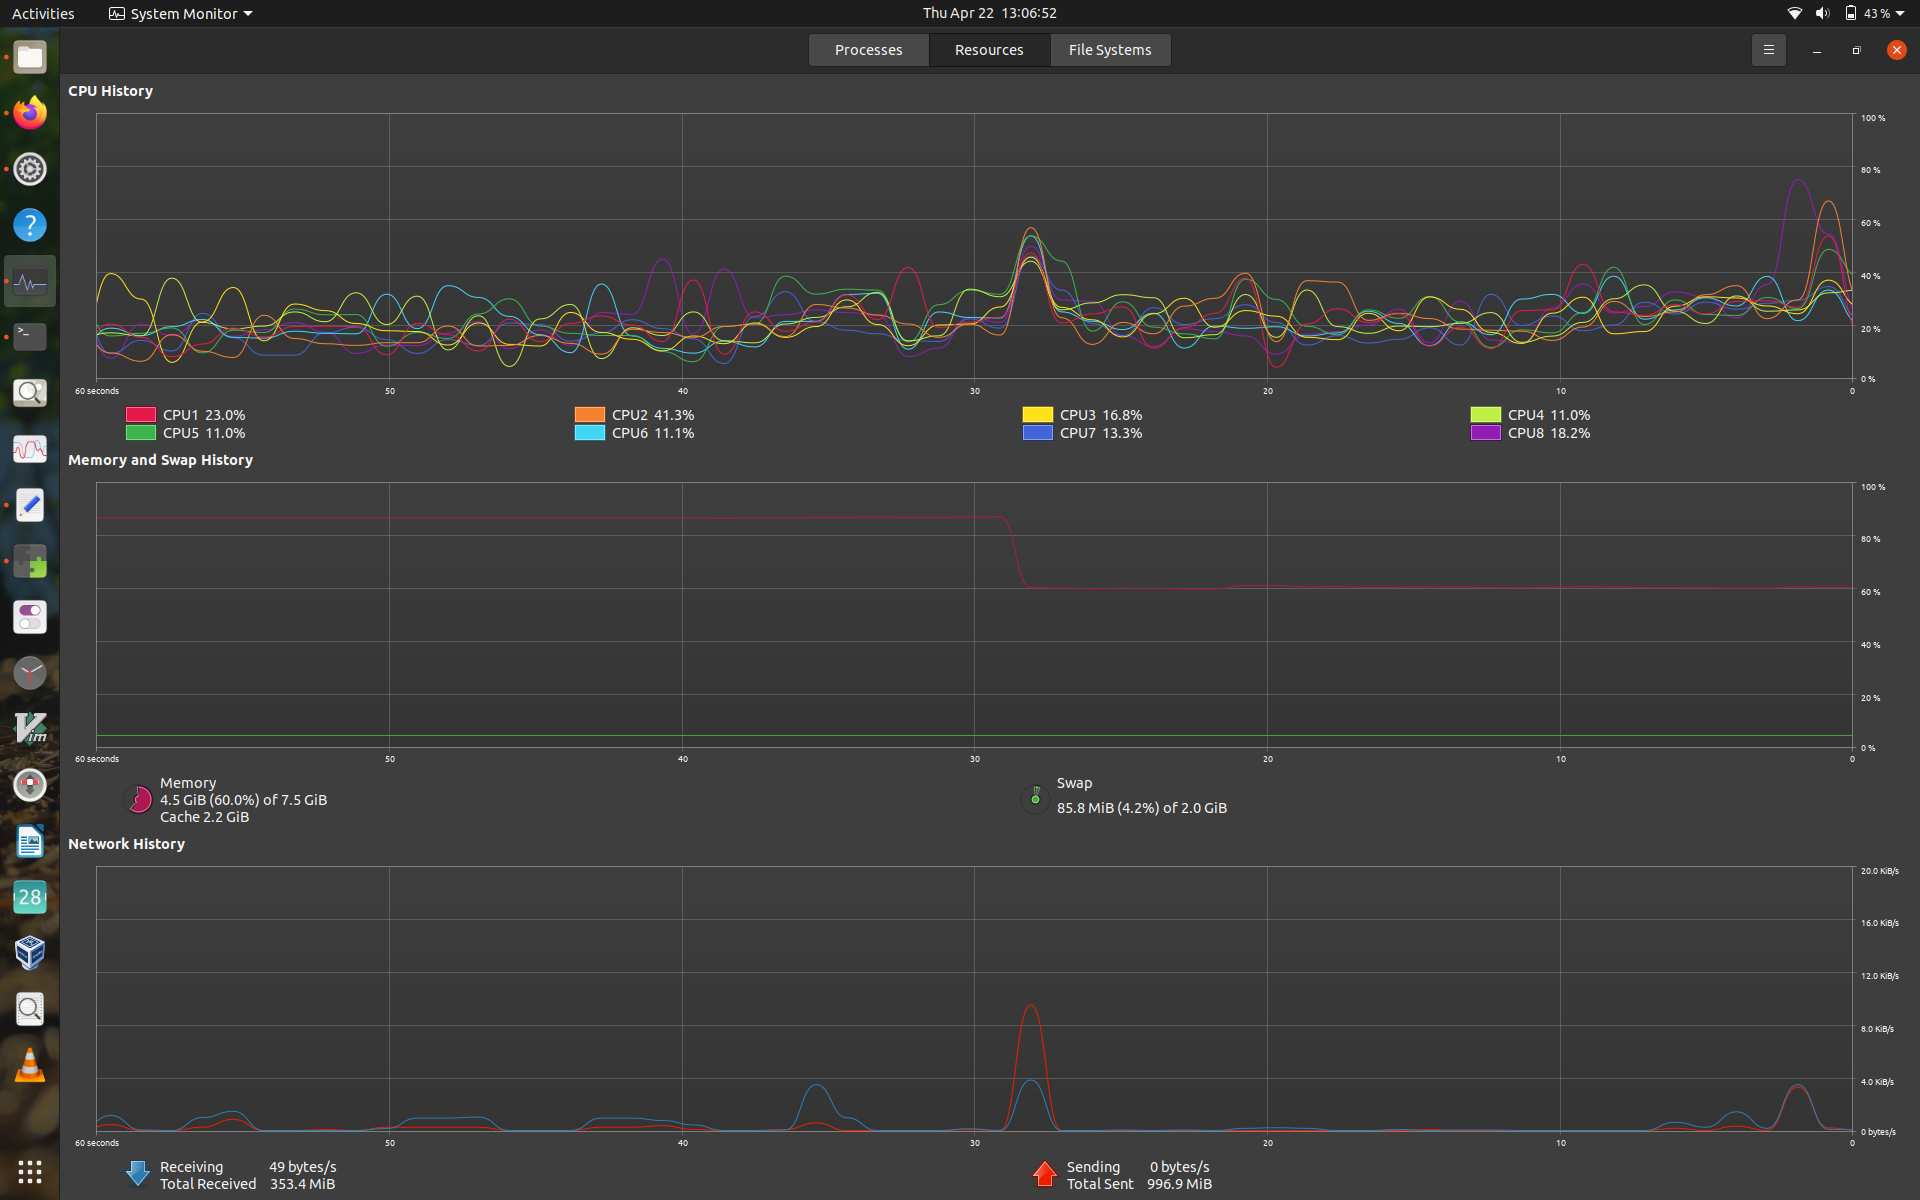 Activities System Monitor Thu Apr 22 13:06:52 43 %
Processes Resources File Systems
CPU History
100 %
80 %
60 %
40 %
20 %
0 %
60 seconds 50 40 30 20 10 0
CPU1 23.0% CPU2 41.3% CPU3 16.8% CPU4 11.0%
CPU5 11.0% CPU6 11.1% CPU7 13.3% CPU8 18.2%
Memory and Swap History
100 %
80 %
60 %
40 %
20 %
0 %
60 seconds 50 40 30 20 10 0
Memory
4.5 GiB (60.0%) of 7.5 GiB
Cache 2.2 GiB
Swap
85.8 MiB (4.2%) of 2.0 GiB
Network History
20.0 KiB/s
16.0 KiB/s
12.0 KiB/s
8.0 KiB/s
4.0 KiB/s
0 bytes/s
60 seconds 50 40 30 20 10 0
Receiving 49 bytes/s
Total Received 353.4 MiB
Sending 0 bytes/s
Total Sent 996.9 MiB
?
>_
Vim
28